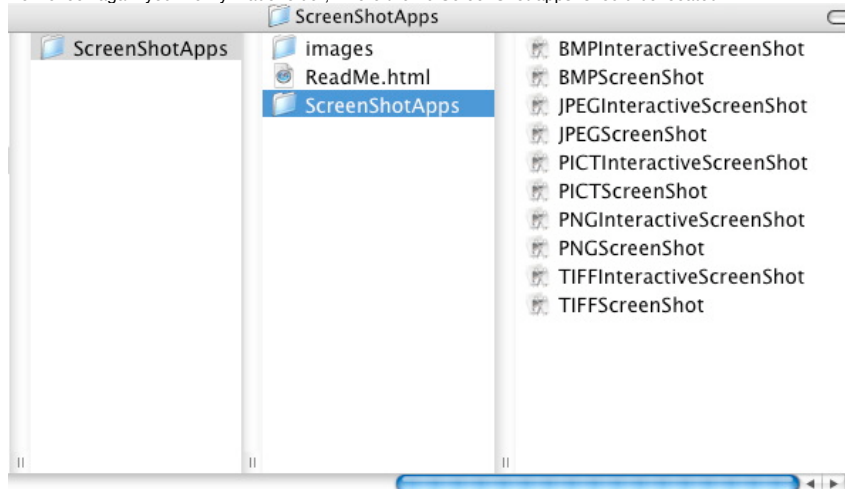 ScreenShotApps
ScreenShotApps
images
ReadMe.html
ScreenShotApps
BMPInteractiveScreenShot
BMPScreenShot
JPEGInteractiveScreenShot
JPEGScreenShot
PICTInteractiveScreenShot
PICTScreenShot
PNGInteractiveScreenShot
PNGScreenShot
TIFFInteractiveScreenShot
TIFFScreenShot